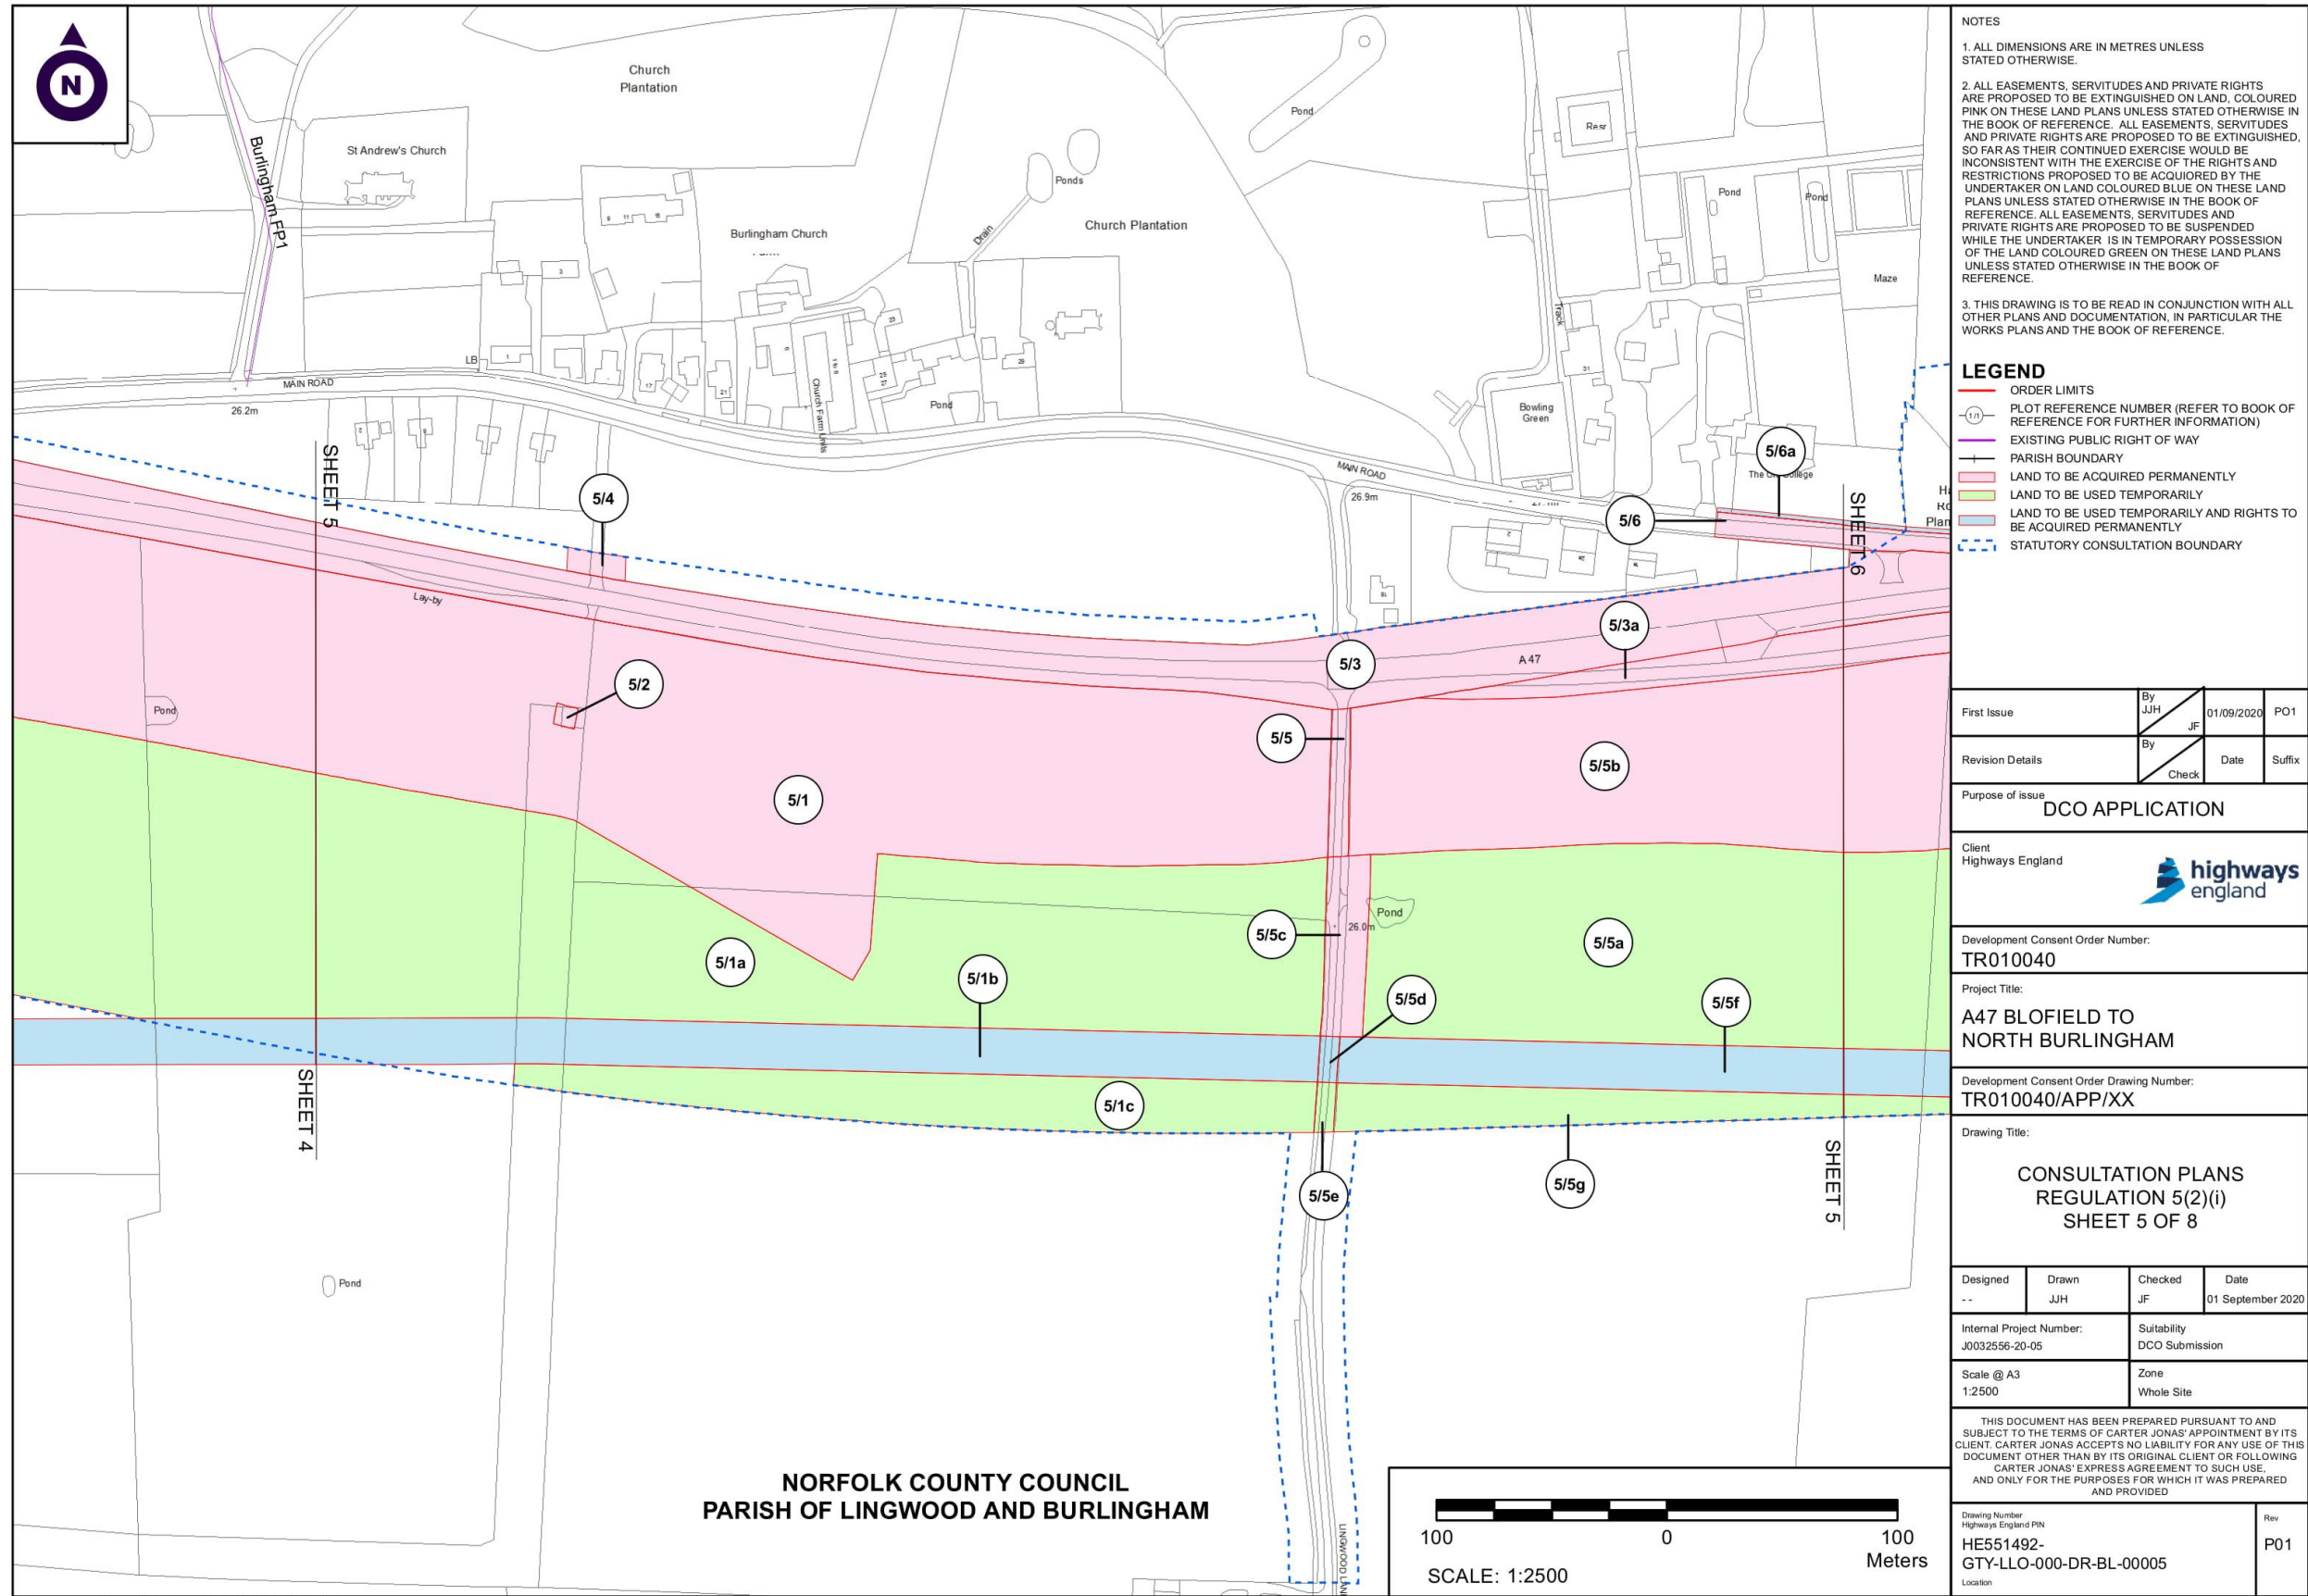 N
Church
Plantation
Pond
St Andrew's Church
Burlingham FP1
Ponds
Burlingham Church
Drain
Church Plantation
Resr
Pond
Pond
Maze
Track
9
11
3
LB
1
MAIN ROAD
26.2m
17
21
Church Farm Units
Pond
29
31
Bowling
Green
MAIN ROAD
26.9m
SHEET 5
5/4
5/6a
5/6
SHEET 6
Lay-by
5/3a
5/3
A 47
Pond
5/2
5/5
5/5b
5/1
5/5c
Pond
26.0m
5/5a
5/1a
5/1b
5/5d
5/5f
SHEET 4
5/1c
5/5e
5/5g
SHEET 5
Pond
NORFOLK COUNTY COUNCIL
PARISH OF LINGWOOD AND BURLINGHAM
100 0 100
Meters
SCALE: 1:2500
NOTES
1. ALL DIMENSIONS ARE IN METRES UNLESS
STATED OTHERWISE.
2. ALL EASEMENTS, SERVITUDES AND PRIVATE RIGHTS
ARE PROPOSED TO BE EXTINGUISHED ON LAND, COLOURED
PINK ON THESE LAND PLANS UNLESS STATED OTHERWISE IN
THE BOOK OF REFERENCE. ALL EASEMENTS, SERVITUDES
AND PRIVATE RIGHTS ARE PROPOSED TO BE EXTINGUISHED,
SO FAR AS THEIR CONTINUED EXERCISE WOULD BE
INCONSISTENT WITH THE EXERCISE OF THE RIGHTS AND
RESTRICTIONS PROPOSED TO BE ACQUIORED BY THE
UNDERTAKER ON LAND COLOURED BLUE ON THESE LAND
PLANS UNLESS STATED OTHERWISE IN THE BOOK OF
REFERENCE. ALL EASEMENTS, SERVITUDES AND
PRIVATE RIGHTS ARE PROPOSED TO BE SUSPENDED
WHILE THE UNDERTAKER IS IN TEMPORARY POSSESSION
OF THE LAND COLOURED GREEN ON THESE LAND PLANS
UNLESS STATED OTHERWISE IN THE BOOK OF
REFERENCE.
3. THIS DRAWING IS TO BE READ IN CONJUNCTION WITH ALL
OTHER PLANS AND DOCUMENTATION, IN PARTICULAR THE
WORKS PLANS AND THE BOOK OF REFERENCE.
LEGEND
ORDER LIMITS
1/1 PLOT REFERENCE NUMBER (REFER TO BOOK OF
REFERENCE FOR FURTHER INFORMATION)
EXISTING PUBLIC RIGHT OF WAY
PARISH BOUNDARY
LAND TO BE ACQUIRED PERMANENTLY
LAND TO BE USED TEMPORARILY
LAND TO BE USED TEMPORARILY AND RIGHTS TO
BE ACQUIRED PERMANENTLY
STATUTORY CONSULTATION BOUNDARY
First Issue By JJH JF 01/09/2020 PO1
Revision Details By Check Date Suffix
Purpose of issue
DCO APPLICATION
Client
Highways England
highways
england
Development Consent Order Number:
TR010040
Project Title:
A47 BLOFIELD TO
NORTH BURLINGHAM
Development Consent Order Drawing Number:
TR010040/APP/XX
Drawing Title:
CONSULTATION PLANS
REGULATION 5(2)(i)
SHEET 5 OF 8
Designed Drawn Checked Date
-- JJH JF 01 September 2020
Internal Project Number: Suitability
J0032556-20-05 DCO Submission
Scale @ A3 Zone
1:2500 Whole Site
THIS DOCUMENT HAS BEEN PREPARED PURSUANT TO AND
SUBJECT TO THE TERMS OF CARTER JONAS' APPOINTMENT BY ITS
CLIENT. CARTER JONAS ACCEPTS NO LIABILITY FOR ANY USE OF THIS
DOCUMENT OTHER THAN BY ITS ORIGINAL CLIENT OR FOLLOWING
CARTER JONAS' EXPRESS AGREEMENT TO SUCH USE,
AND ONLY FOR THE PURPOSES FOR WHICH IT WAS PREPARED
AND PROVIDED
Drawing Number Rev
Highways England PIN
HE551492- P01
GTY-LLO-000-DR-BL-00005
Location